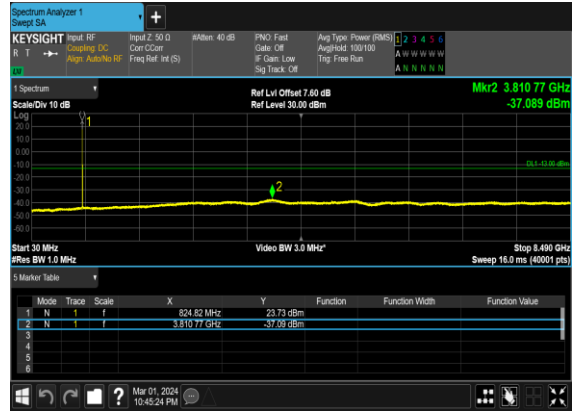 Spectrum Analyzer 1
Swept SA
+
KEYSIGHT Input: RF Input Z: 50 Ω #Atten: 40 dB PNO: Fast Avg Type: Power (RMS) 1 2 3 4 5 6
R T Coupling: DC Corr CCorr Gate: Off Avg|Hold: 100/100 A W W W W W
Align: Auto/No RF Freq Ref: Int (S) IF Gain: Low Trig: Free Run
Sig Track: Off A N N N N N
1 Spectrum Ref Lvl Offset 7.60 dB Mkr2 3.810 77 GHz
Scale/Div 10 dB Ref Level 30.00 dBm -37.089 dBm
Log
1
20.0
10.0
0.00
-10.0 DL1 -13.00 dBm
-20.0
-30.0 2
-40.0
-50.0
-60.0
Start 30 MHz Video BW 3.0 MHz* Stop 8.490 GHz
#Res BW 1.0 MHz Sweep 16.0 ms (40001 pts)
5 Marker Table
Mode Trace Scale X Y Function Function Width Function Value
1 N 1 f 824.82 MHz 23.73 dBm
2 N 1 f 3.810 77 GHz -37.09 dBm
3
4
5
6
? Mar 01, 2024
10:45:24 PM